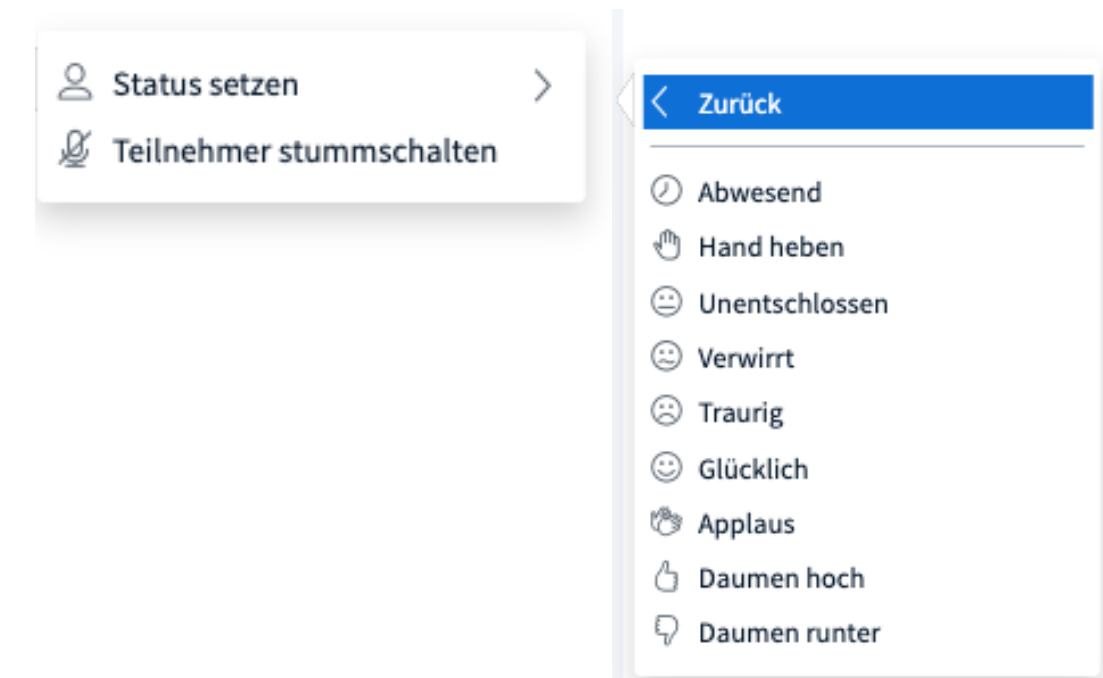 Status setzen
Teilnehmer stummschalten
Zurück
Abwesend
Hand heben
Unentschlossen
Verwirrt
Traurig
Glücklich
Applaus
Daumen hoch
Daumen runter